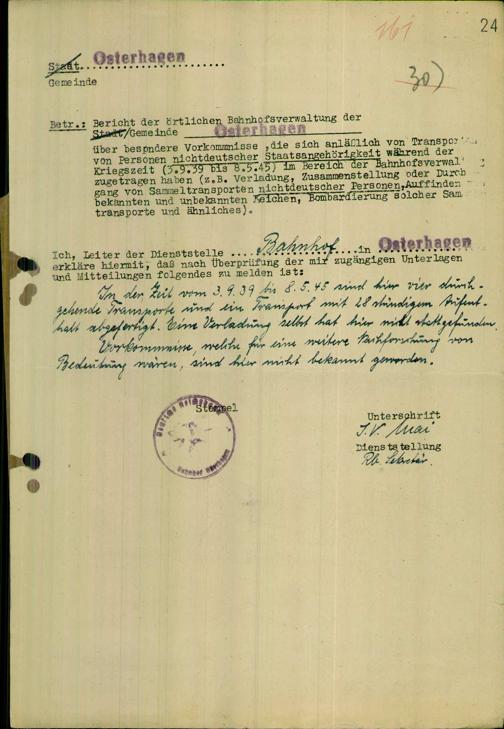 161
24
30)
Stadt Osterhagen
Gemeinde
Betr.: Bericht der örtlichen Bahnhofsverwaltung der
Stadt/Gemeinde Osterhagen
über besondere Vorkommnisse ,die sich anläßlich von Transpor
von Personen nichtdeutscher Staatsangehörigkeit während der
Kriegszeit (3.9.39 bis 8.5.45) im Bereich der Bahnhofsverwal
zugetragen haben (z.B. Verladung, Zusammenstellung oder Durch
gang von Sammeltransporten nichtdeutscher Personen,Auffinden
bekannten und unbekannten Leichen, Bombardierung solcher Sam
transporte und ähnliches).
Ich, Leiter der Dienststelle .... Bahnhof .... in Osterhagen
erkläre hiermit, daß nach Überprüfung der mir zugängigen Unterlagen
und Mitteilungen folgendes zu melden ist:
In der Zeit vom 3.9.39 bis 8.5.45 sind hier vier durch-
gehende Transporte und ein Transport mit 28 stündigem Aufent-
halt abgefertigt. Eine Verladung selbst hat hier nicht stattgefunden.
Vorkommnisse, welche für eine weitere Nachforschung von
Bedeutung wären, sind hier nicht bekannt geworden.
Stempel
Deutsche Reichsbahn
Bahnhof Osterhagen
Unterschrift
I.V. Mai
Dienststellung
Rb. Sekretär.